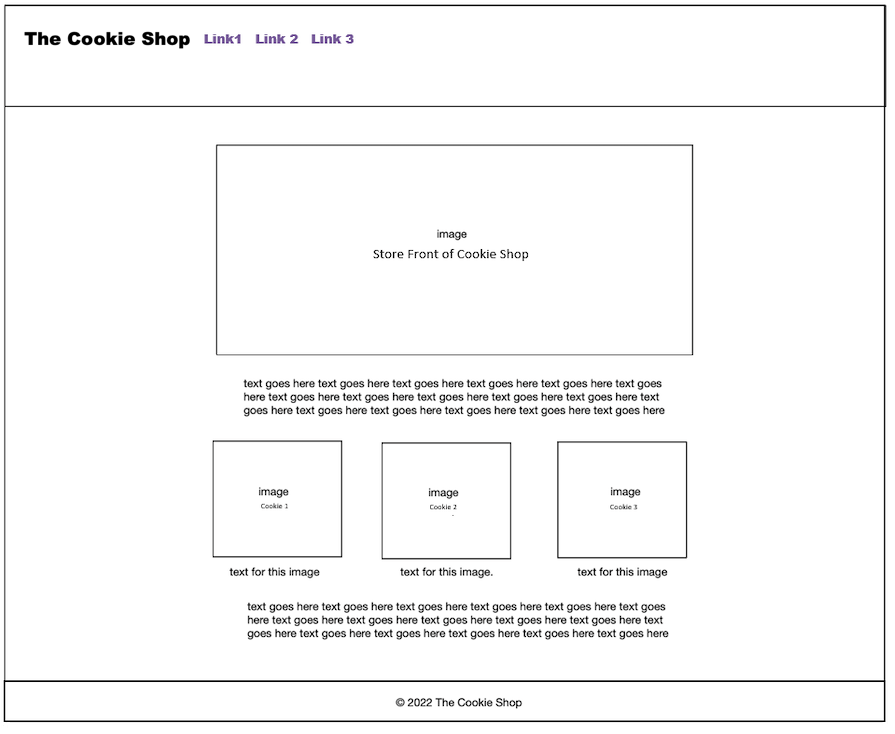 The Cookie Shop Link1 Link 2 Link 3
image
Store Front of Cookie Shop
text goes here text goes here text goes here text goes here text goes here text goes
here text goes here text goes here text goes here text goes here text goes here text
goes here text goes here text goes here text goes here text goes here text goes here
image
Cookie 1
image
Cookie 2
image
Cookie 3
text for this image
text for this image.
text for this image
text goes here text goes here text goes here text goes here text goes here text goes
here text goes here text goes here text goes here text goes here text goes here text
goes here text goes here text goes here text goes here text goes here text goes here
© 2022 The Cookie Shop